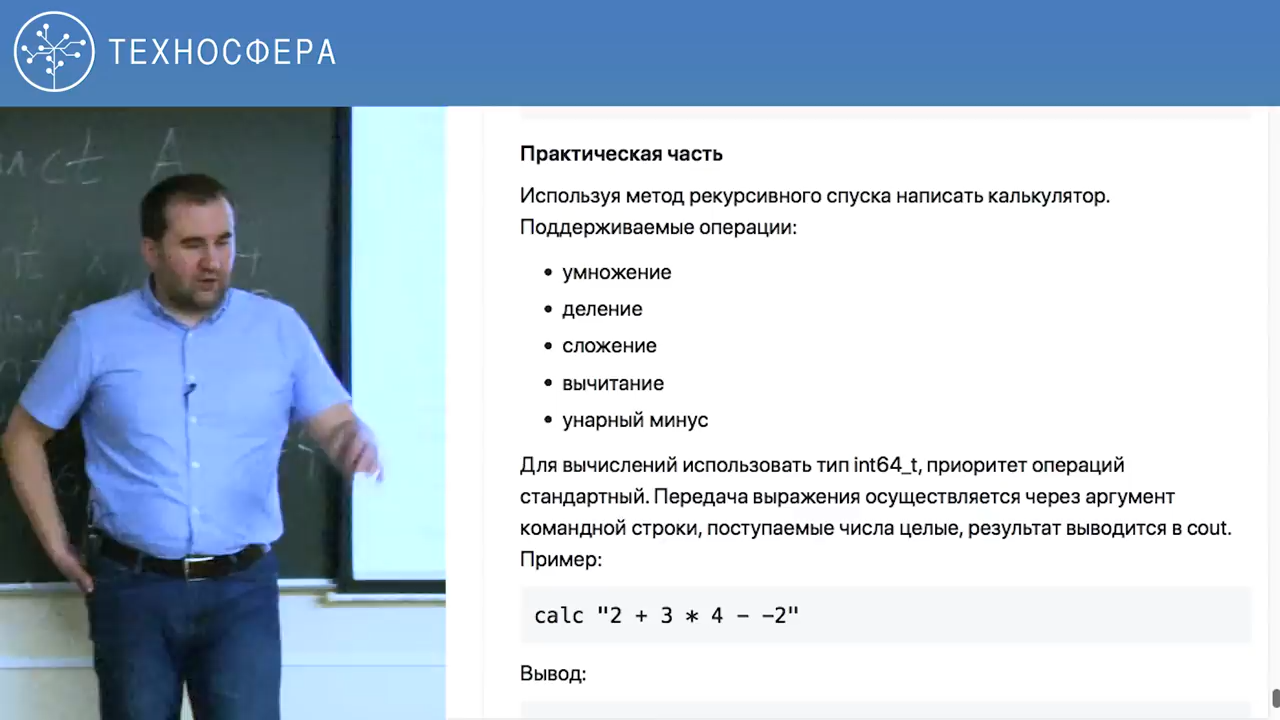 ТЕХНОСФЕРА
nct A
Практическая часть
Используя метод рекурсивного спуска написать калькулятор.
Поддерживаемые операции:
• умножение
• деление
• сложение
• вычитание
• унарный минус
Для вычислений использовать тип int64_t, приоритет операций
стандартный. Передача выражения осуществляется через аргумент
командной строки, поступаемые числа целые, результат выводится в cout.
Пример:
calc "2 + 3 * 4 - -2"
Вывод: